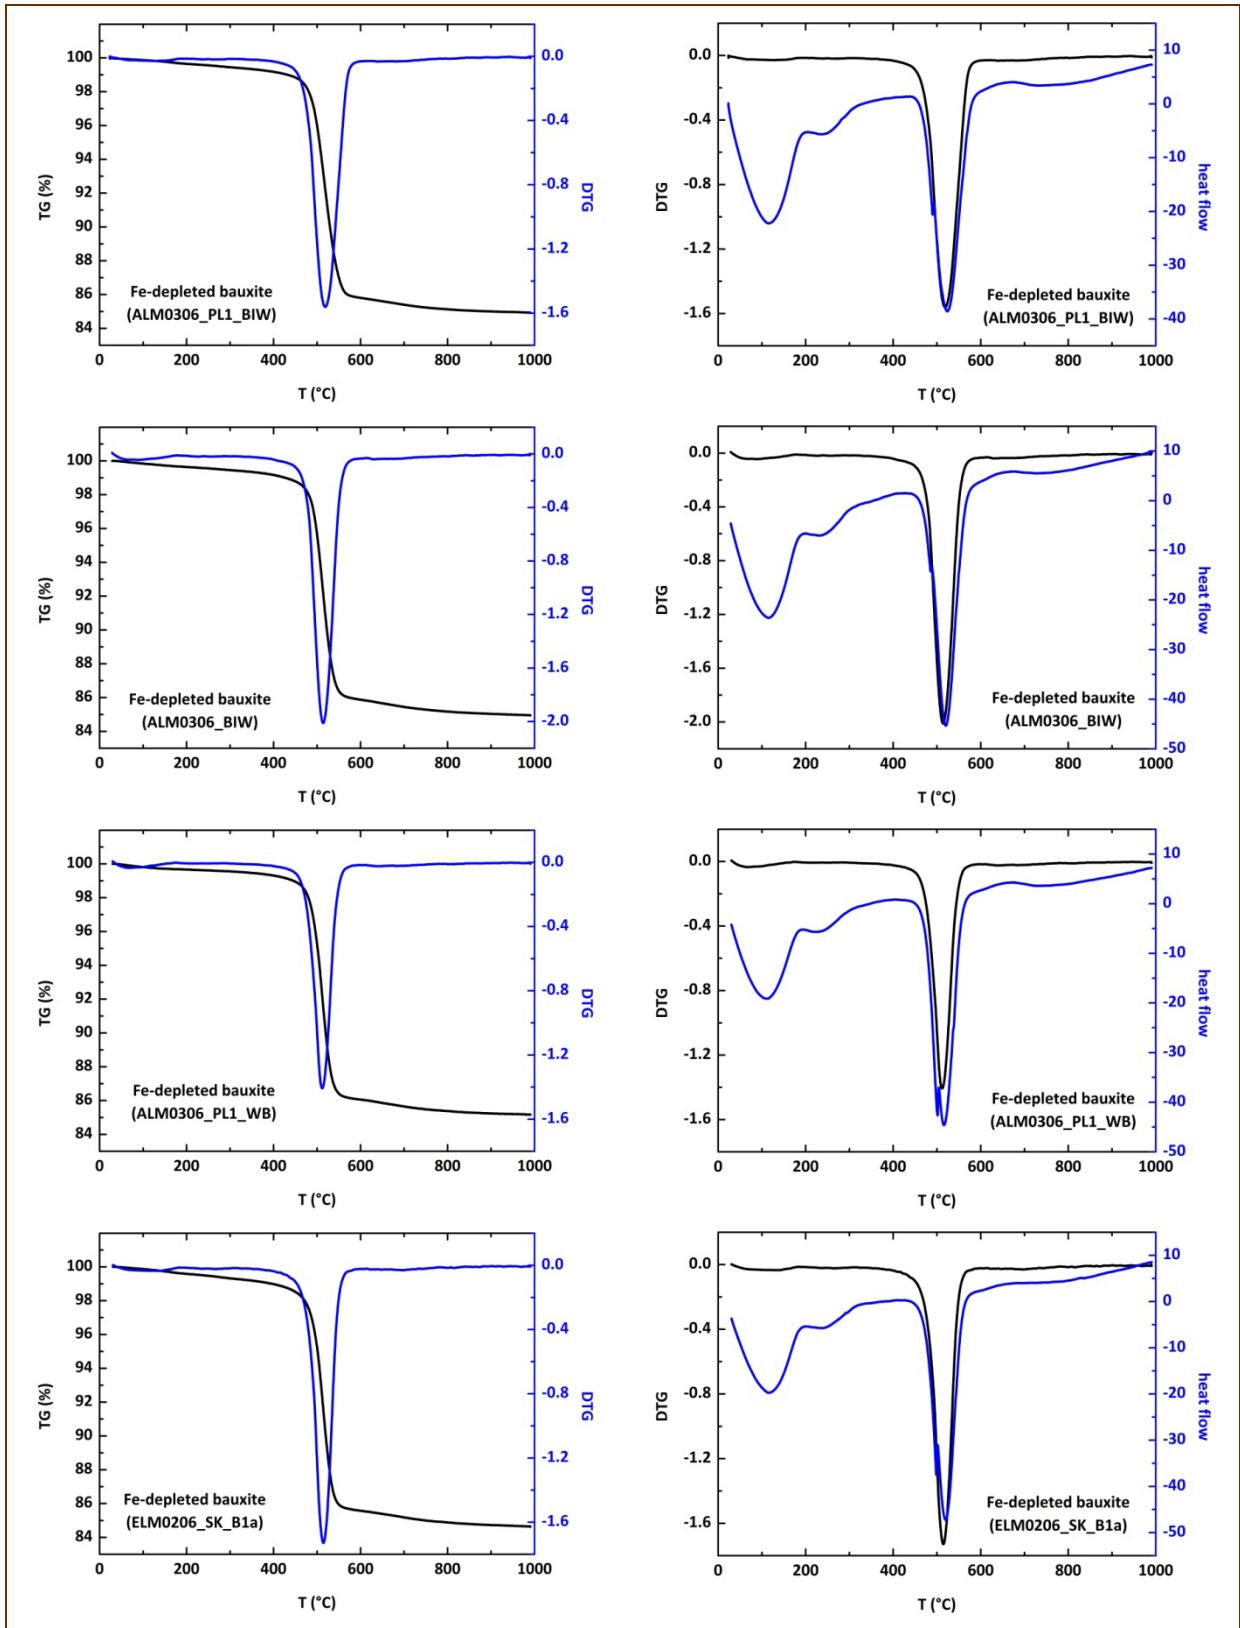 100
98
96
94
92
90
88
86
84
TG (%)
0.0
-0.4
-0.8
-1.2
-1.6
DTG
Fe-depleted bauxite
(ALM0306_PL1_BIW)
0 200 400 600 800 1000
T (°C)
0.0
-0.4
-0.8
-1.2
-1.6
DTG
10
0
-10
-20
-30
-40
heat flow
Fe-depleted bauxite
(ALM0306_PL1_BIW)
0 200 400 600 800 1000
T (°C)
100
98
96
94
92
90
88
86
84
TG (%)
0.0
-0.4
-0.8
-1.2
-1.6
-2.0
DTG
Fe-depleted bauxite
(ALM0306_BIW)
0 200 400 600 800 1000
T (°C)
0.0
-0.4
-0.8
-1.2
-1.6
-2.0
DTG
10
0
-10
-20
-30
-40
-50
heat flow
Fe-depleted bauxite
(ALM0306_BIW)
0 200 400 600 800 1000
T (°C)
100
98
96
94
92
90
88
86
84
TG (%)
0.0
-0.4
-0.8
-1.2
-1.6
DTG
Fe-depleted bauxite
(ALM0306_PL1_WB)
0 200 400 600 800 1000
T (°C)
0.0
-0.4
-0.8
-1.2
-1.6
DTG
10
0
-10
-20
-30
-40
-50
heat flow
Fe-depleted bauxite
(ALM0306_PL1_WB)
0 200 400 600 800 1000
T (°C)
100
98
96
94
92
90
88
86
84
TG (%)
0.0
-0.4
-0.8
-1.2
-1.6
DTG
Fe-depleted bauxite
(ELM0206_SK_B1a)
0 200 400 600 800 1000
T (°C)
0.0
-0.4
-0.8
-1.2
-1.6
DTG
10
0
-10
-20
-30
-40
-50
heat flow
Fe-depleted bauxite
(ELM0206_SK_B1a)
0 200 400 600 800 1000
T (°C)